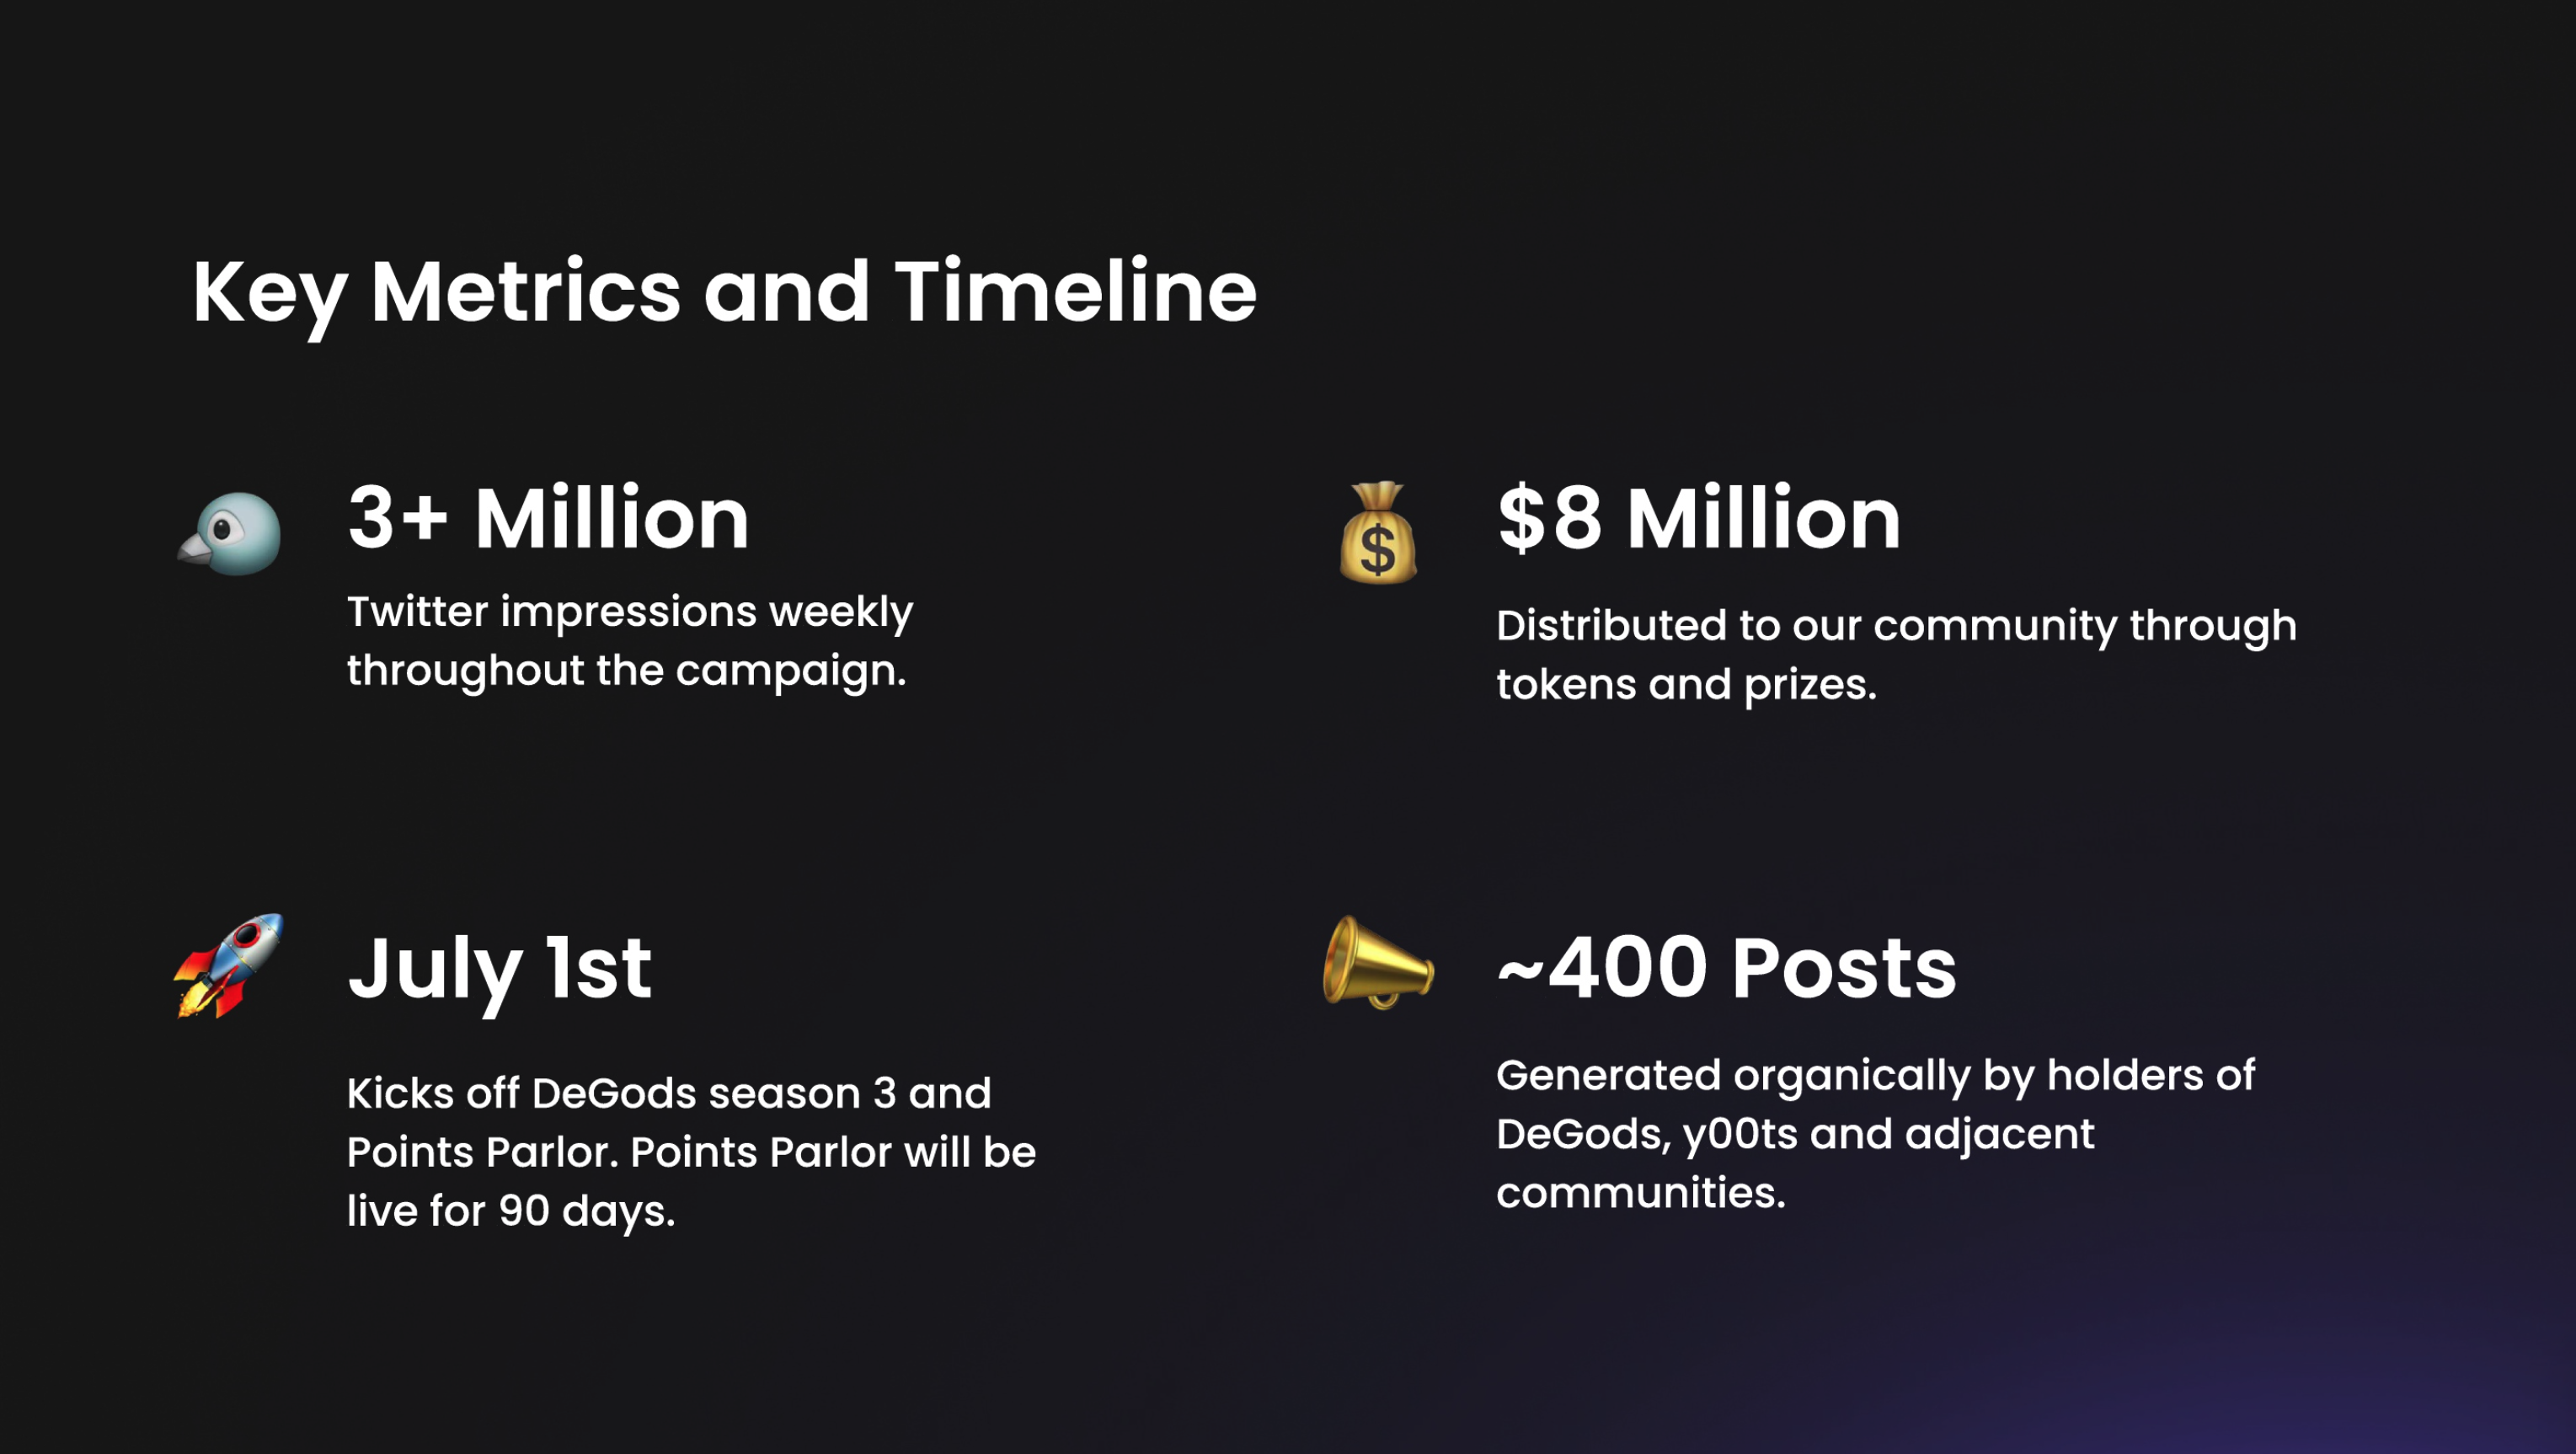 Key Metrics and Timeline
3+ Million
Twitter impressions weekly
throughout the campaign.
$8 Million
Distributed to our community through
tokens and prizes.
July 1st
Kicks off DeGods season 3 and
Points Parlor. Points Parlor will be
live for 90 days.
~400 Posts
Generated organically by holders of
DeGods, y00ts and adjacent
communities.